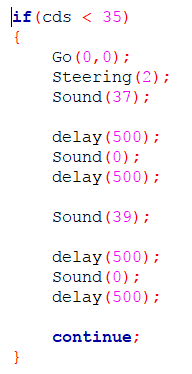 if(cds < 35)
{
Go(0,0);
Steering(2);
Sound(37);
delay(500);
Sound(0);
delay(500);
Sound(39);
delay(500);
Sound(0);
delay(500);
continue;
}